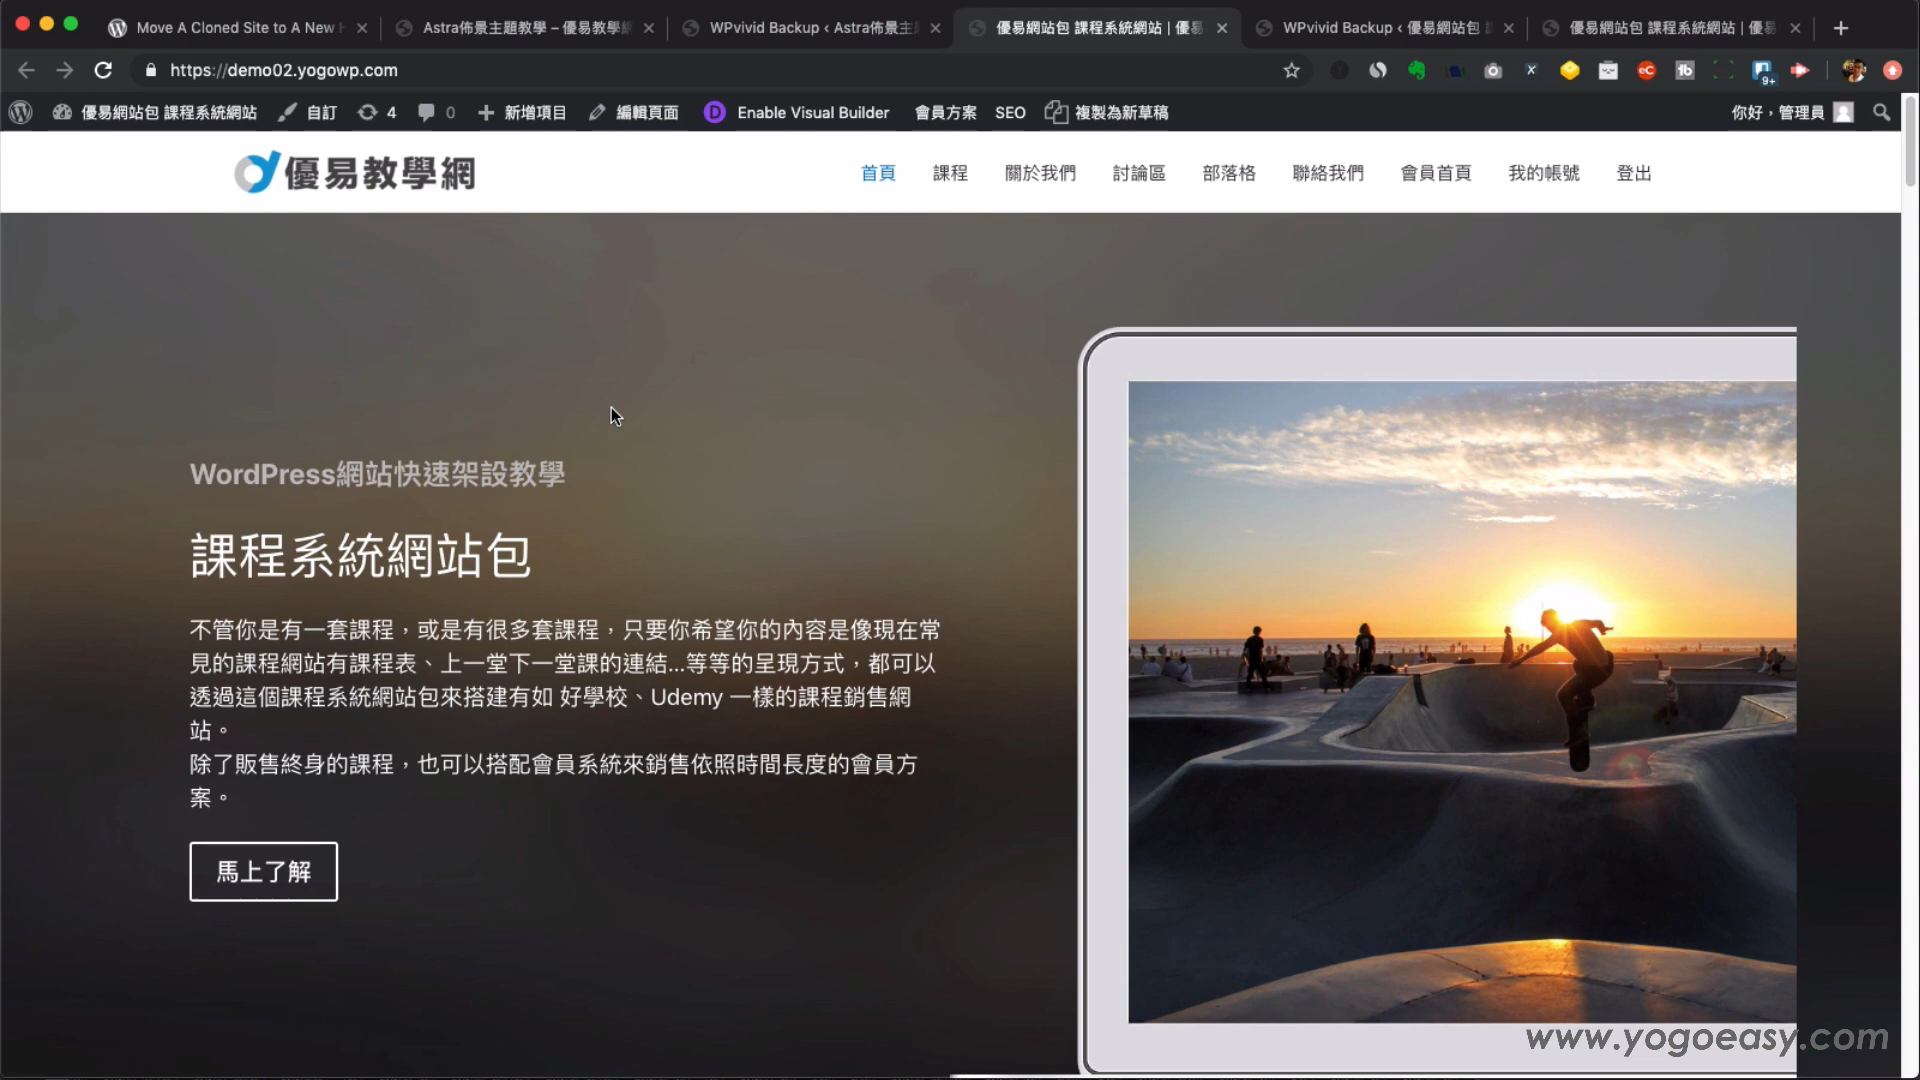 Move A Cloned Site to A New
Astra佈景主題教學 – 優易教學網
WPvivid Backup ‹ Astra佈景主
優易網站包 課程系統網站 | 優易
WPvivid Backup ‹ 優易網站包
優易網站包 課程系統網站 | 優易
https://demo02.yogowp.com
9+
優易網站包 課程系統網站 自訂 4 0 新增項目 編輯頁面 Enable Visual Builder 會員方案 SEO 複製為新草稿 你好，管理員
優易教學網
首頁 課程 關於我們 討論區 部落格 聯絡我們 會員首頁 我的帳號 登出
WordPress網站快速架設教學
課程系統網站包
不管你是有一套課程，或是有很多套課程，只要你希望你的內容是像現在常
見的課程網站有課程表、上一堂下一堂課的連結...等等的呈現方式，都可以
透過這個課程系統網站包來搭建有如 好學校、Udemy 一樣的課程銷售網
站。
除了販售終身的課程，也可以搭配會員系統來銷售依照時間長度的會員方
案。
馬上了解
www.yogoeasy.com